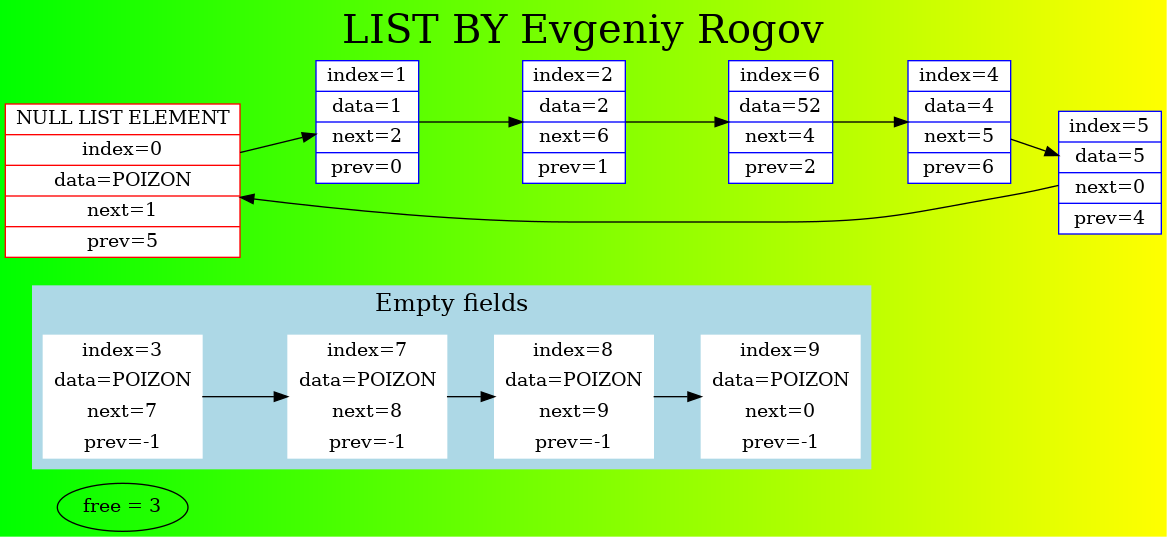 LIST BY Evgeniy Rogov
NULL LIST ELEMENT
index=0
data=POIZON
next=1
prev=5
index=1
data=1
next=2
prev=0
index=2
data=2
next=6
prev=1
index=6
data=52
next=4
prev=2
index=4
data=4
next=5
prev=6
index=5
data=5
next=0
prev=4
Empty fields
index=3
data=POIZON
next=7
prev=-1
index=7
data=POIZON
next=8
prev=-1
index=8
data=POIZON
next=9
prev=-1
index=9
data=POIZON
next=0
prev=-1
free = 3